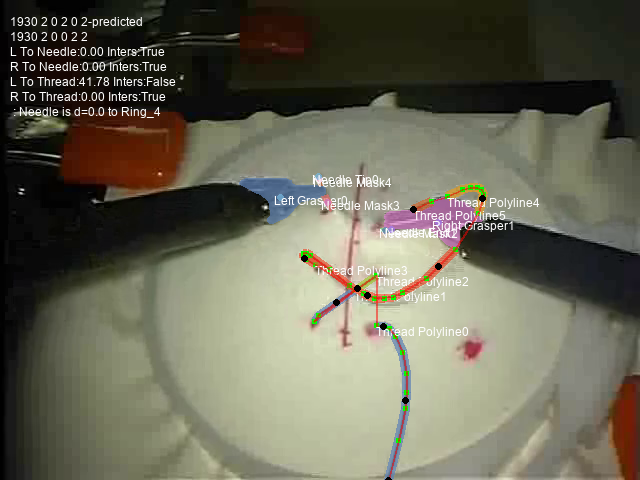 1930 2 0 2 0 2-predicted
1930 2 0 0 2 2
L To Needle:0.00 Inters:True
R To Needle:0.00 Inters:True
L To Thread:41.78 Inters:False
R To Thread:0.00 Inters:True
: Needle is d=0.0 to Ring_4
Needle Tip0
Needle Mask4
Left Grasper0
Needle Mask3
Thread Polyline4
Thread Polyline5
Right Grasper1
Thread Polyline3
Thread Polyline2
Thread Polyline0